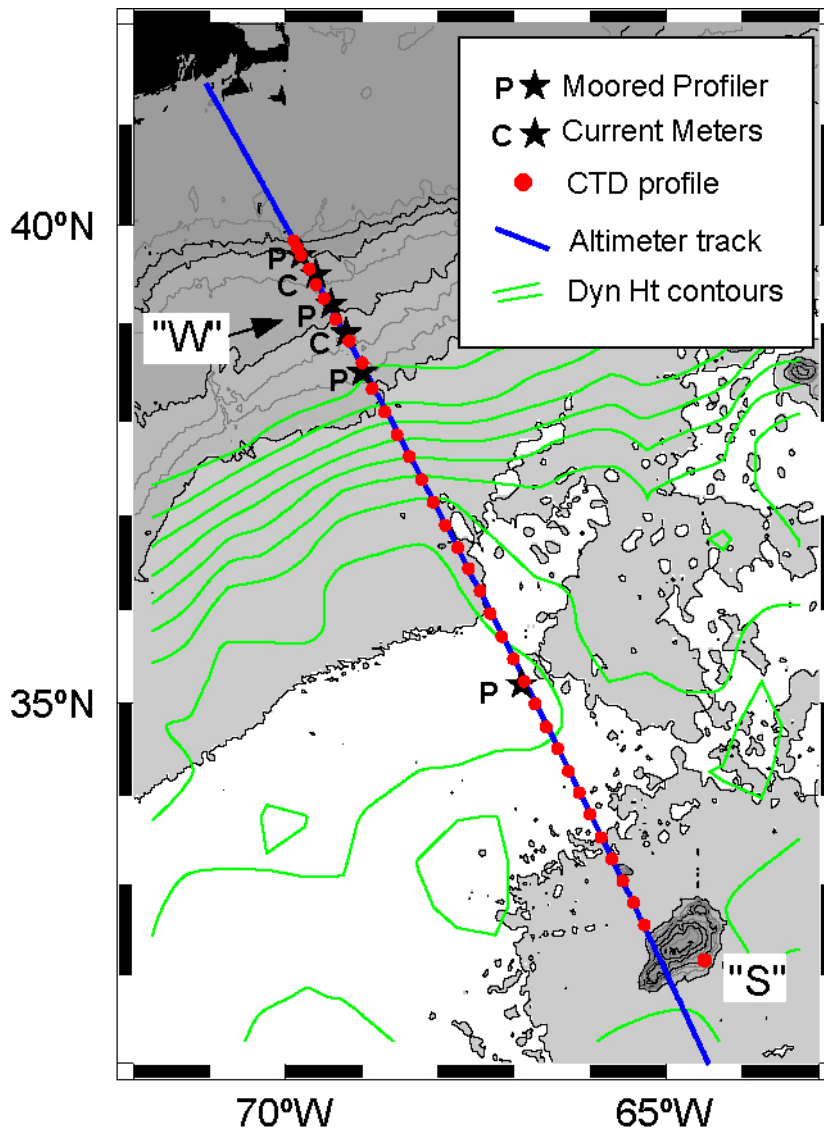 P★ Moored Profiler
C★ Current Meters
CTD profile
Altimeter track
Dyn Ht contours
40ºN
P
C
"W"
P
C
P
35ºN
P
"S"
70ºW
65ºW